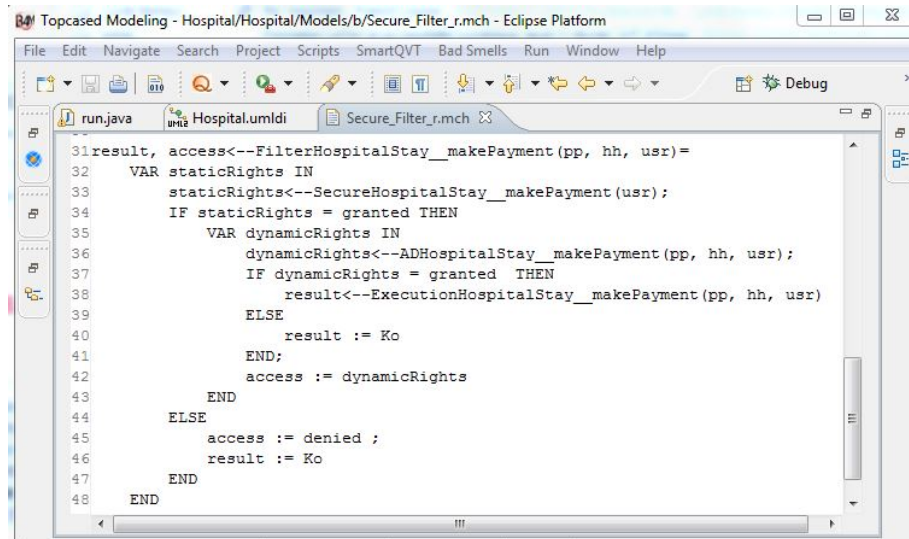 Topcased Modeling - Hospital/Hospital/Models/b/Secure_Filter_r.mch - Eclipse Platform
File Edit Navigate Search Project Scripts SmartQVT Bad Smells Run Window Help
Debug
run.java Hospital.umldi Secure_Filter_r.mch
31 result, access<--FilterHospitalStay__makePayment(pp, hh, usr)=
32 VAR staticRights IN
33 staticRights<--SecureHospitalStay__makePayment(usr);
34 IF staticRights = granted THEN
35 VAR dynamicRights IN
36 dynamicRights<--ADHospitalStay__makePayment(pp, hh, usr);
37 IF dynamicRights = granted THEN
38 result<--ExecutionHospitalStay__makePayment(pp, hh, usr)
39 ELSE
40 result := Ko
41 END;
42 access := dynamicRights
43 END
44 ELSE
45 access := denied ;
46 result := Ko
47 END
48 END